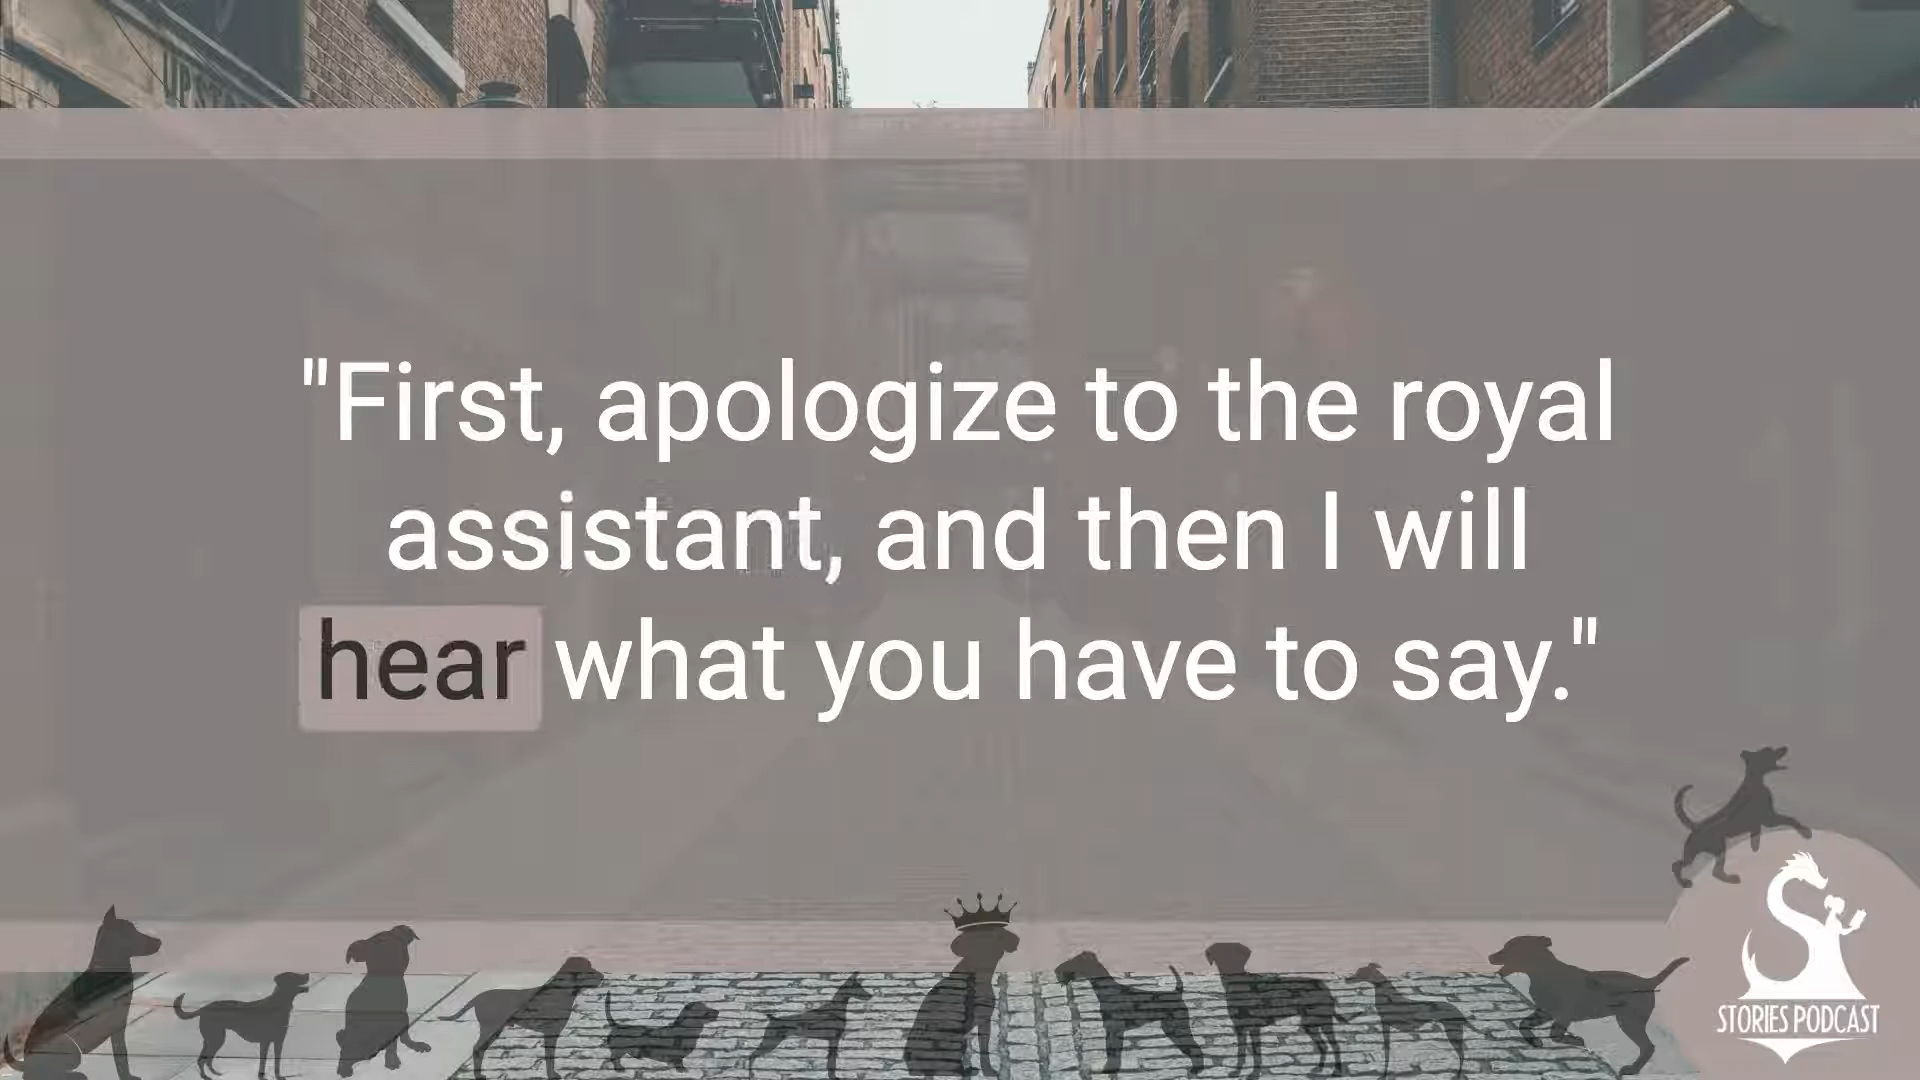 "First, apologize to the royal
assistant, and then I will
hear what you have to say."
STORIES PODCAST